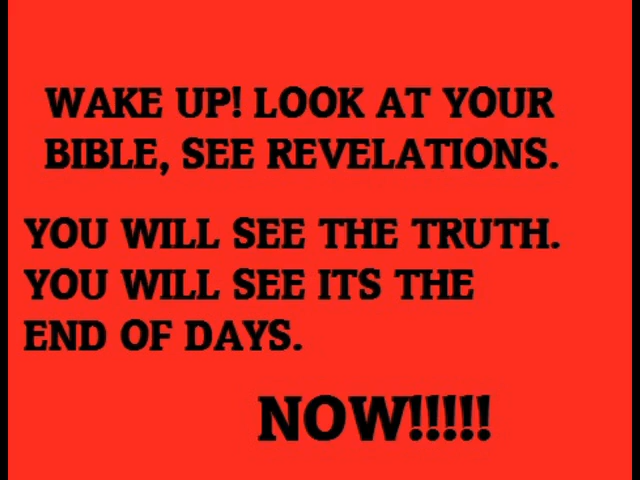 WAKE UP! LOOK AT YOUR
BIBLE, SEE REVELATIONS.
YOU WILL SEE THE TRUTH.
YOU WILL SEE ITS THE
END OF DAYS.
NOW!!!!!